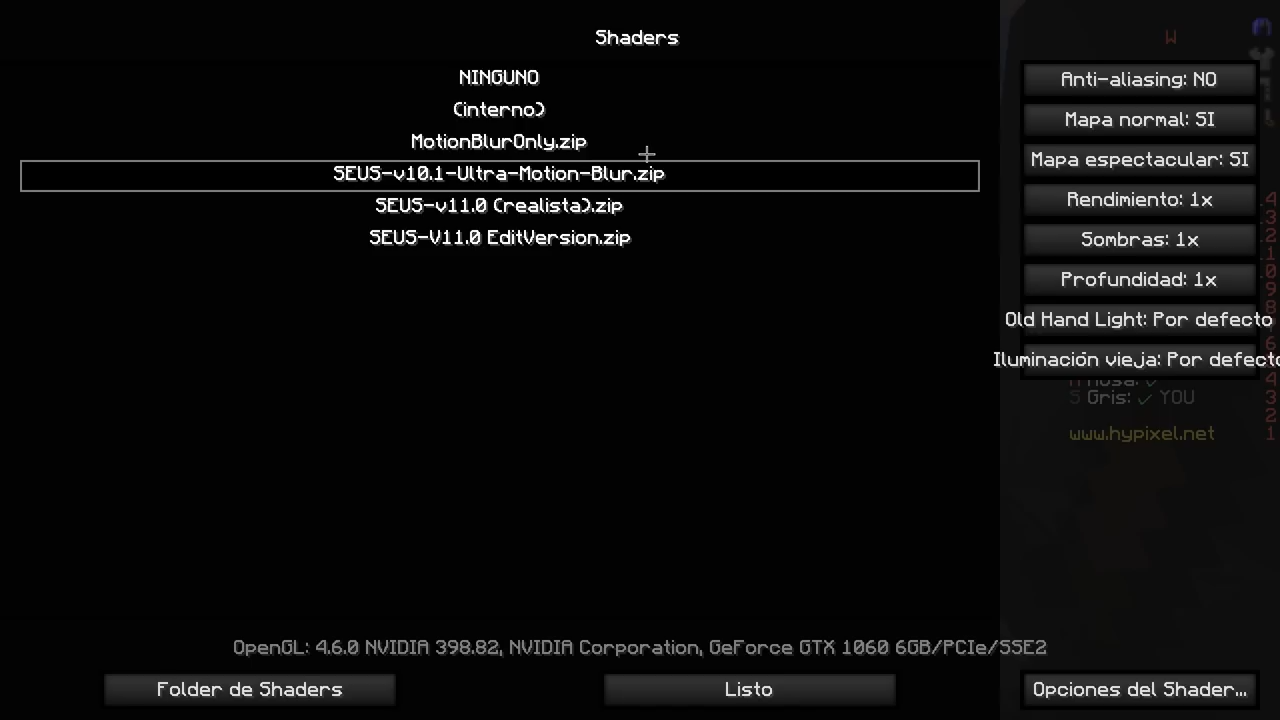 Shaders
W
NINGUNO
(interno)
MotionBlurOnly.zip
SEUS-v10.1-Ultra-Motion-Blur.zip
SEUS-v11.0 (realista).zip
SEUS-V11.0 EditVersion.zip
Anti-aliasing: NO
Mapa normal: SI
Mapa espectacular: SI
Rendimiento: 1x
Sombras: 1x
Profundidad: 1x
Old Hand Light: Por defecto
Iluminación vieja: Por defecto
S Gris: ✓ YOU
www.hypixel.net
OpenGL: 4.6.0 NVIDIA 398.82, NVIDIA Corporation, GeForce GTX 1060 6GB/PCIe/SSE2
Folder de Shaders
Listo
Opciones del Shader...